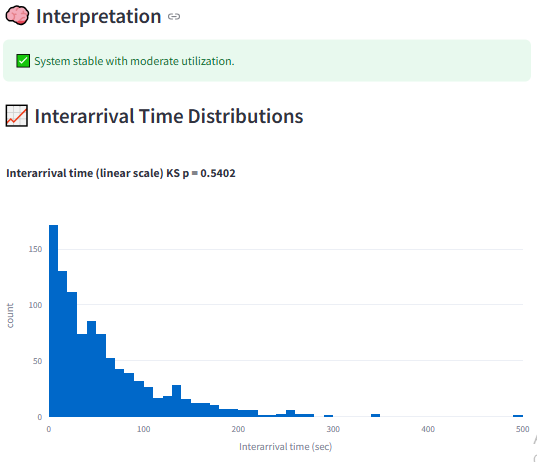 Interpretation
System stable with moderate utilization.
Interarrival Time Distributions
Interarrival time (linear scale) KS p = 0.5402
150
100
50
0
count
0 100 200 300 400 500
Interarrival time (sec)